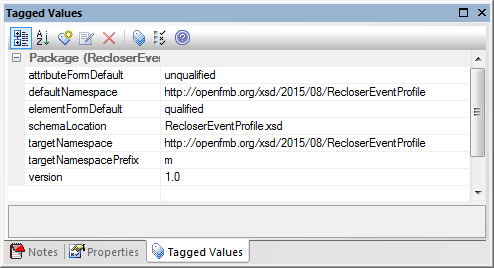 Tagged Values
Package (RecloserEver
attributeFormDefault unqualified
defaultNamespace http://openfmb.org/xsd/2015/08/RecloserEventProfile
elementFormDefault qualified
schemaLocation RecloserEventProfile.xsd
targetNamespace http://openfmb.org/xsd/2015/08/RecloserEventProfile
targetNamespacePrefix m
version 1.0
Notes Properties Tagged Values